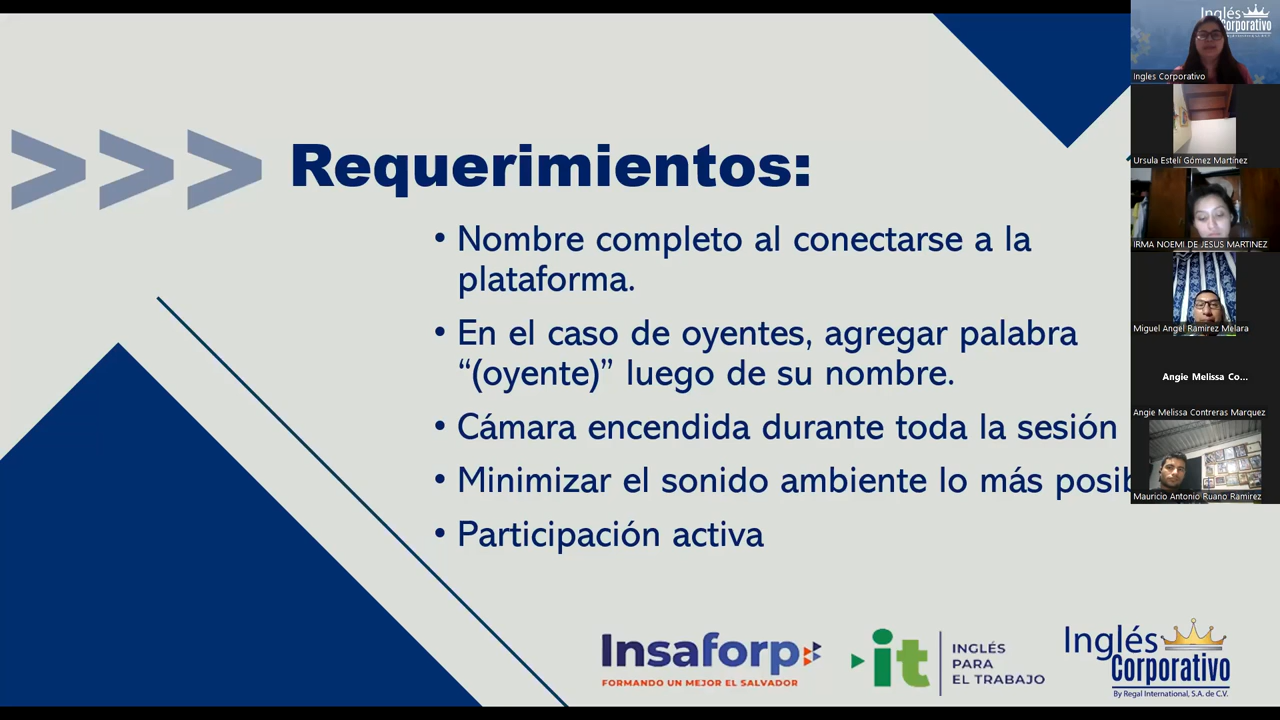 >>> Requerimientos:
• Nombre completo al conectarse a la
plataforma.
• En el caso de oyentes, agregar palabra
“(oyente)” luego de su nombre.
• Cámara encendida durante toda la sesión
• Minimizar el sonido ambiente lo más posib
• Participación activa
Insaforp
FORMANDO UN MEJOR EL SALVADOR
it
INGLÉS
PARA
EL TRABAJO
Inglés
Corporativo
By Regal International, S.A. de C.V.
Inglés
Corporativo
Ingles Corporativo
Ursula Estelí Gómez Martínez
IRMA NOEMI DE JESUS MARTINEZ
Miguel Angel Ramirez Melara
Angie Melissa Co...
Angie Melissa Contreras Marquez
Mauricio Antonio Ruano Ramirez